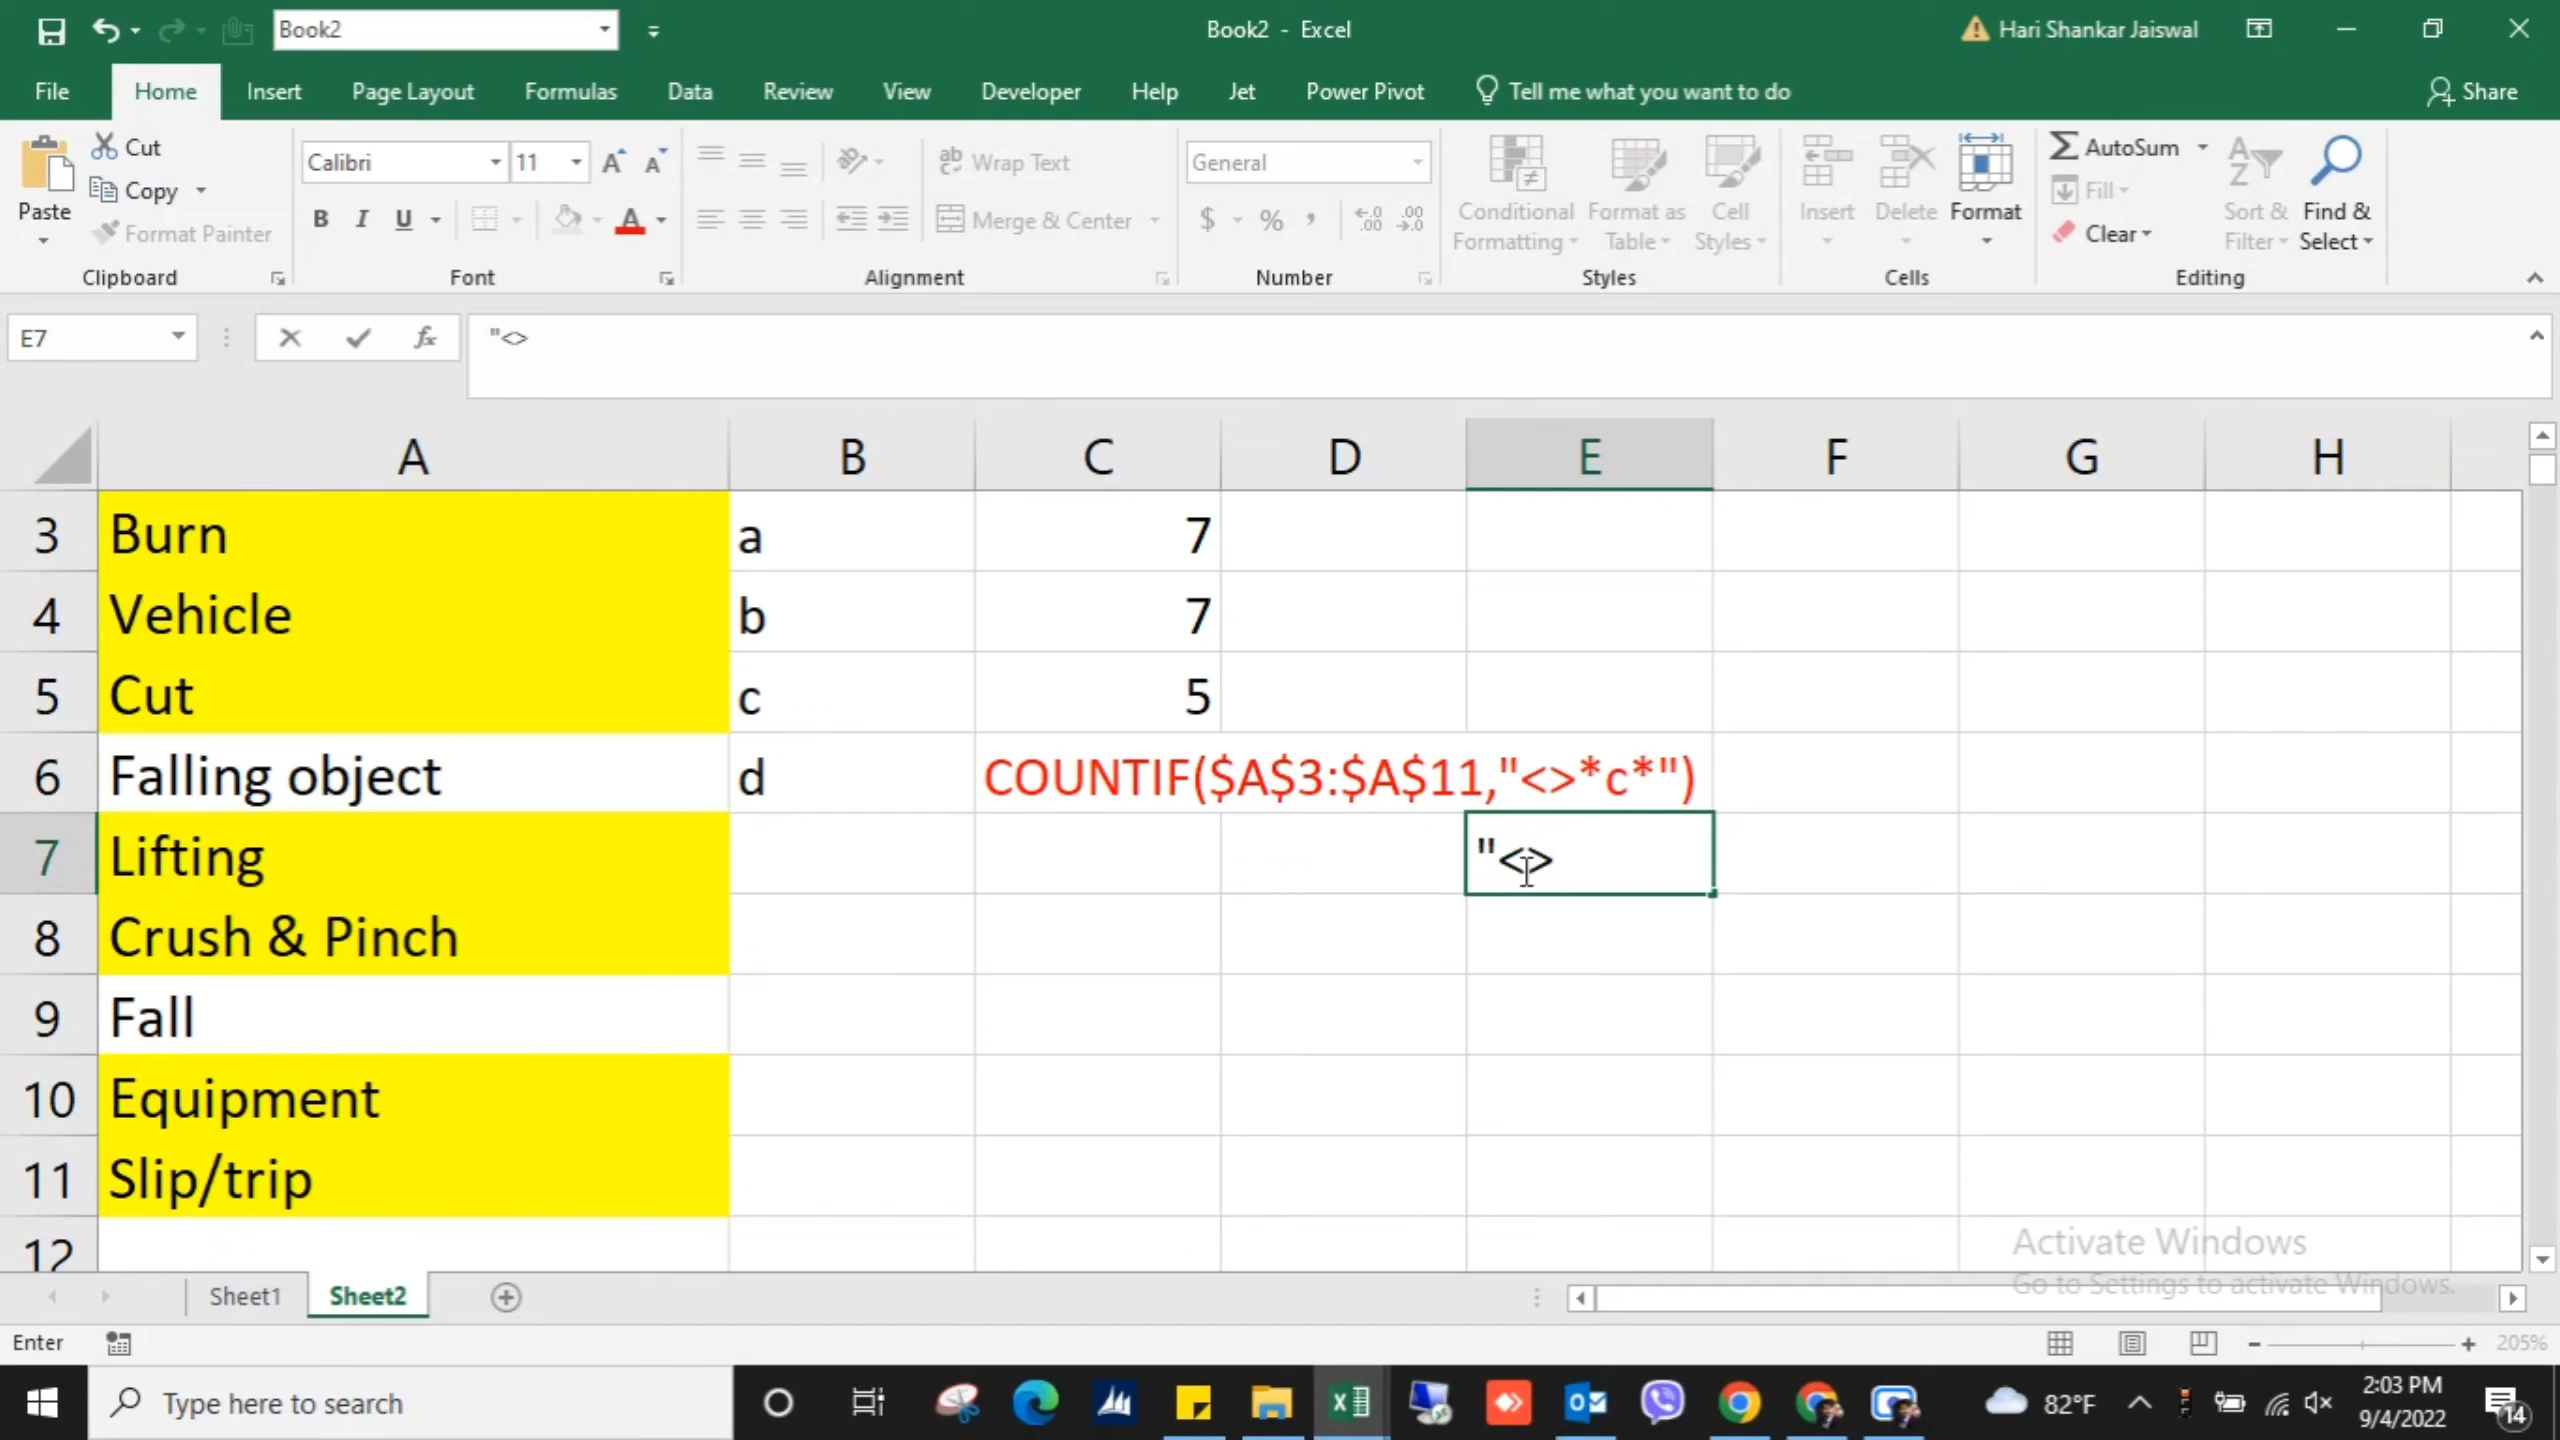 Book2
Book2 - Excel
Hari Shankar Jaiswal
File Home Insert Page Layout Formulas Data Review View Developer Help Jet Power Pivot Tell me what you want to do Share
Paste
Cut
Copy
Format Painter
Clipboard
Calibri 11
B I U A
Font
ab Wrap Text
Merge & Center
Alignment
General
$ % ,
Number
Conditional Formatting
Format as Table
Cell Styles
Styles
Insert Delete Format
Cells
AutoSum
Fill
Clear
Sort & Filter
Find & Select
Editing
E7 fx "<>
A B C D E F G H
3 Burn a 7
4 Vehicle b 7
5 Cut c 5
6 Falling object d COUNTIF($A$3:$A$11,"<>*c*")
7 Lifting "<>
8 Crush & Pinch
9 Fall
10 Equipment
11 Slip/trip
12
Activate Windows
Go to Settings to activate Windows.
Sheet1 Sheet2
Enter 205%
Type here to search
82°F
2:03 PM
9/4/2022
14